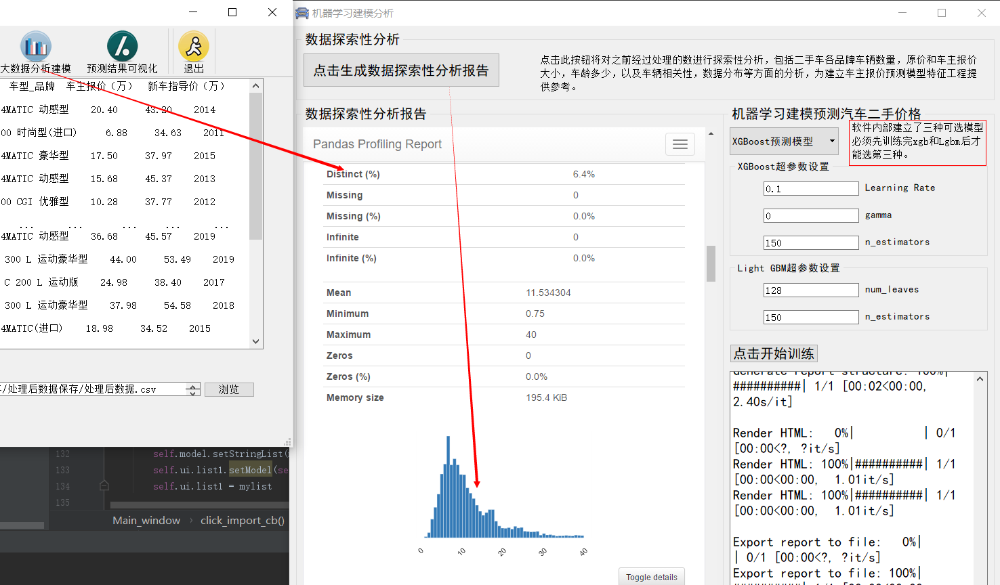 大数据分析建模
预测结果可视化
退出
车型_品牌 车主报价（万） 新车指导价（万）
4MATIC 动感型 20.40 43.20 2014
00 时尚型(进口) 6.88 34.63 2011
4MATIC 豪华型 17.50 37.97 2015
4MATIC 动感型 15.68 45.37 2013
00 CGI 优雅型 10.28 37.77 2012
... ... ... ... ...
4MATIC 动感型 36.68 45.57 2019
300 L 运动豪华型 44.00 53.49 2019
C 200 L 运动版 24.98 38.40 2017
300 L 运动豪华型 37.98 54.58 2018
4MATIC(进口) 18.98 34.52 2015
/处理后数据保存/处理后数据.csv
浏览
132 self.model.setStringList(
133 self.ui.list1.setModel(se
134 self.ui.list1 = mylist
135
Main_window › click_import_cb()
机器学习建模分析
数据探索性分析
点击生成数据探索性分析报告
点击此按钮将对之前经过处理的数进行探索性分析，包括二手车各品牌车辆数量，原价和车主报价
大小，车龄多少，以及车辆相关性，数据分布等方面的分析，为建立车主报价预测模型特征工程提
供参考。
数据探索性分析报告
Pandas Profiling Report
Distinct (%) 6.4%
Missing 0
Missing (%) 0.0%
Infinite 0
Infinite (%) 0.0%
Mean 11.534304
Minimum 0.75
Maximum 40
Zeros 0
Zeros (%) 0.0%
Memory size 195.4 KiB
0 10 20 30 40
Toggle details
机器学习建模预测汽车二手价格
XGBoost预测模型
软件内部建立了三种可选模型
必须先训练完xgb和Lgbm后才
能选第三种。
XGBoost超参数设置
0.1 Learning Rate
0 gamma
150 n_estimators
Light GBM超参数设置
128 num_leaves
150 n_estimators
点击开始训练
Generate report structure: 100%|
##########| 1/1 [00:02<00:00,
2.40s/it]
Render HTML:   0%|          | 0/1
[00:00<?, ?it/s]
Render HTML: 100%|##########| 1/1
[00:00<00:00,  1.01it/s]
Render HTML: 100%|##########| 1/1
[00:00<00:00,  1.01it/s]
Export report to file:   0%|
| 0/1 [00:00<?, ?it/s]
Export report to file: 100%|